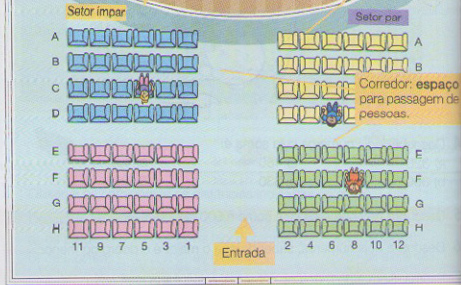 Setor ímpar
Setor par
A
A
B
B
C
Corredor: espaço
para passagem de
pessoas.
D
E
E
F
F
G
G
H
H
11 9 7 5 3 1
2 4 6 8 10 12
Entrada